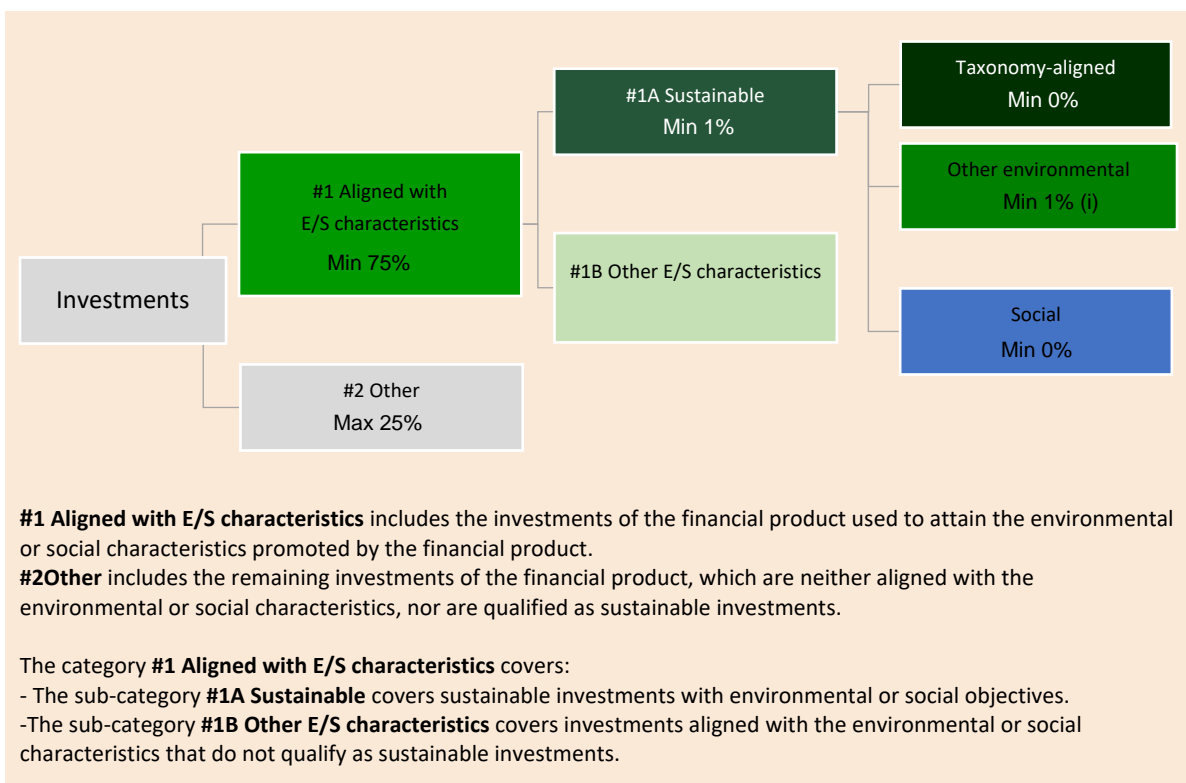 Investments
#1 Aligned with
E/S characteristics
Min 75%
#2 Other
Max 25%
#1A Sustainable
Min 1%
#1B Other E/S characteristics
Taxonomy-aligned
Min 0%
Other environmental
Min 1% (i)
Social
Min 0%
#1 Aligned with E/S characteristics includes the investments of the financial product used to attain the environmental
or social characteristics promoted by the financial product.
#2Other includes the remaining investments of the financial product, which are neither aligned with the
environmental or social characteristics, nor are qualified as sustainable investments.
The category #1 Aligned with E/S characteristics covers:
- The sub-category #1A Sustainable covers sustainable investments with environmental or social objectives.
-The sub-category #1B Other E/S characteristics covers investments aligned with the environmental or social
characteristics that do not qualify as sustainable investments.